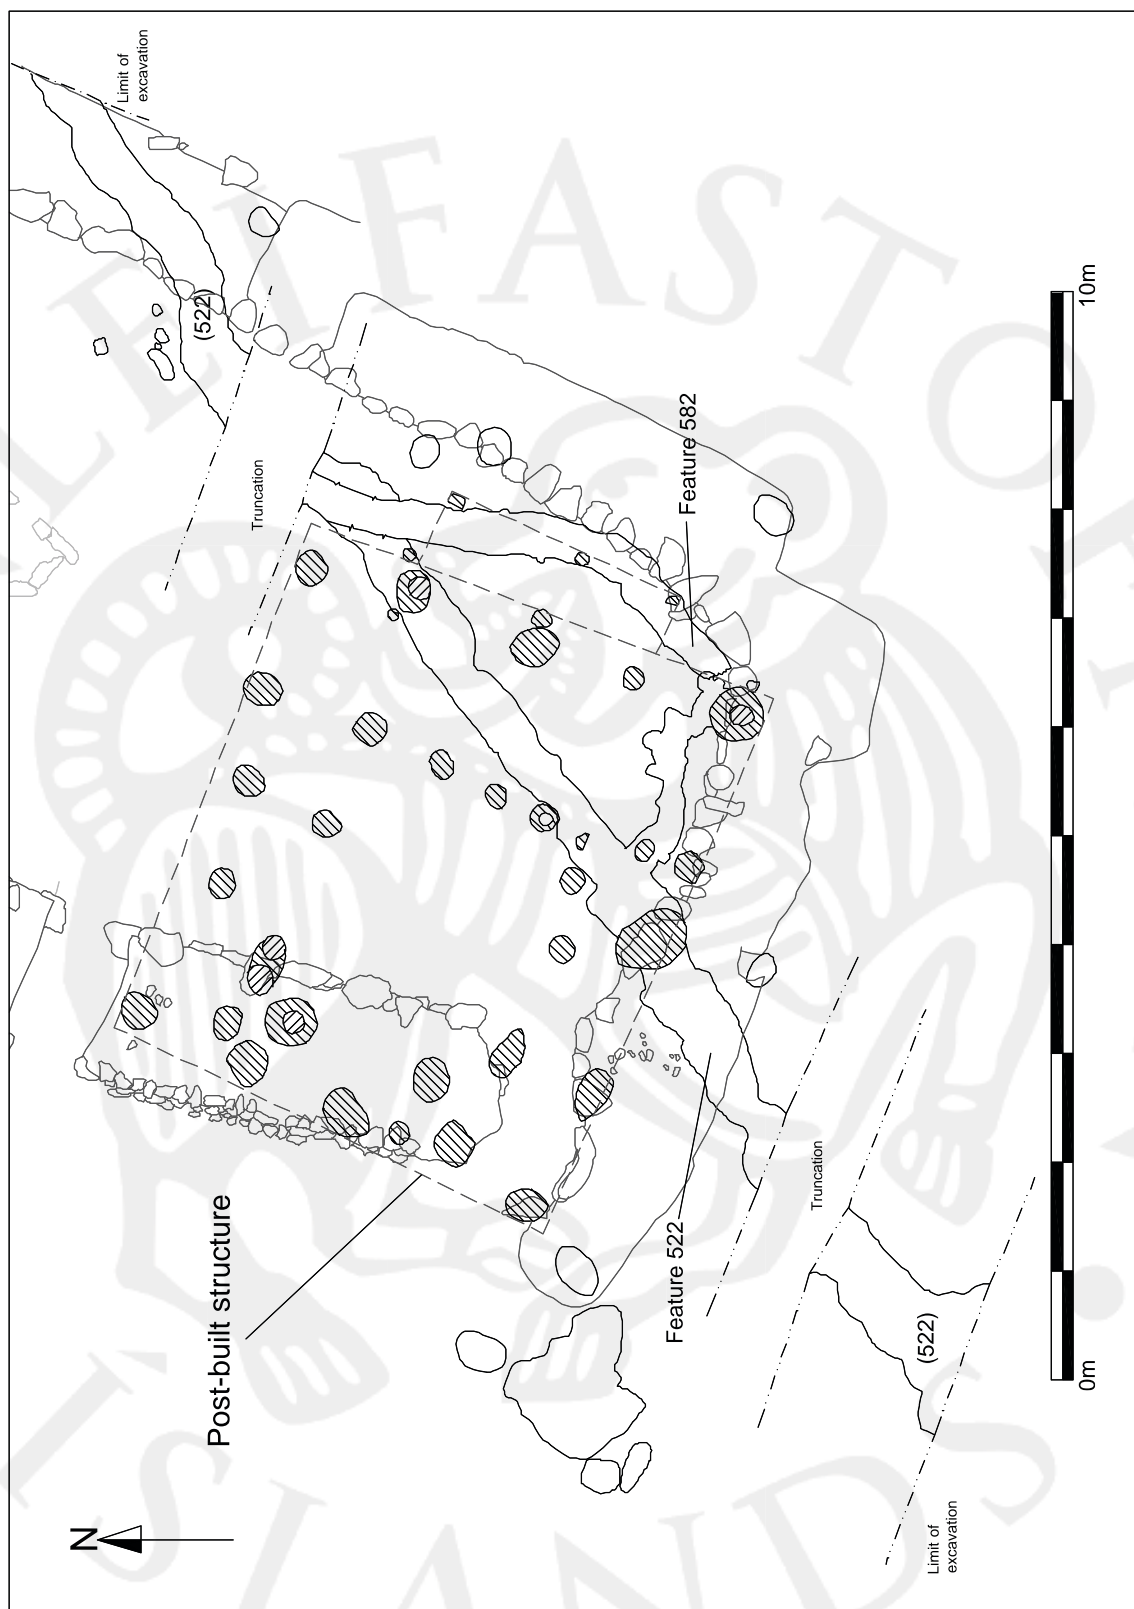 Limit of
excavation
(522)
Truncation
10m
Feature 582
Post-built structure
Feature 522
Truncation
(522)
0m
N
Limit of
excavation